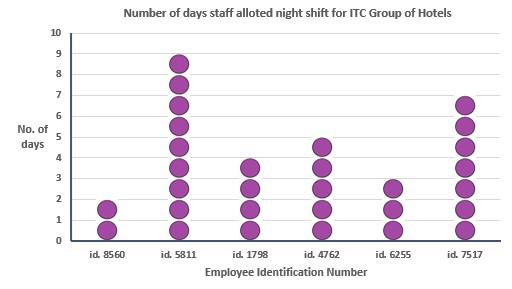 Number of days staff alloted night shift for ITC Group of Hotels
10
9
8
7
6
5
4
3
2
1
0
No. of
days
id. 8560 id. 5811 id. 1798 id. 4762 id. 6255 id. 7517
Employee Identification Number